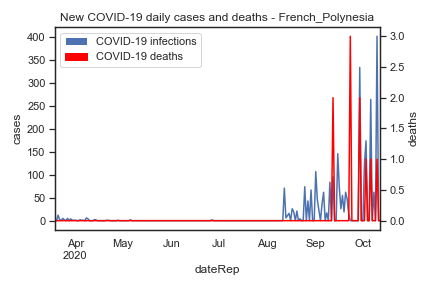 New COVID-19 daily cases and deaths - French_Polynesia
COVID-19 infections
COVID-19 deaths
400
350
300
250
200
150
100
50
0
cases
3.0
2.5
2.0
1.5
1.0
0.5
0.0
deaths
Apr May Jun Jul Aug Sep Oct
2020
dateRep